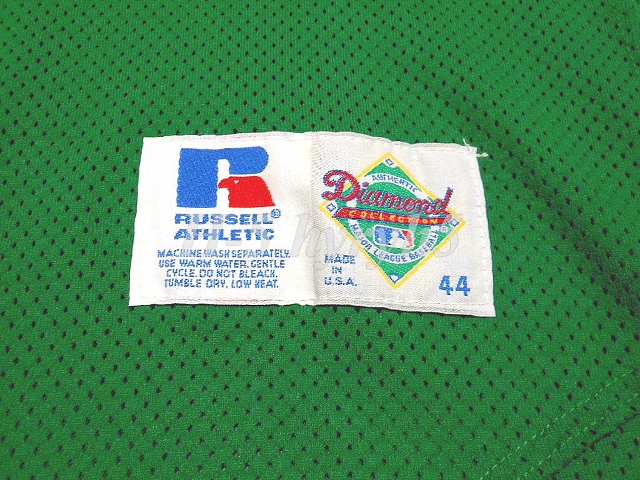 RUSSELL®
ATHLETIC
MACHINE WASH SEPARATELY.
USE WARM WATER. GENTLE
CYCLE. DO NOT BLEACH.
TUMBLE DRY. LOW HEAT.
AUTHENTIC
Diamond
COLLECTION
MAJOR LEAGUE BASEBALL
MADE
IN
U.S.A.
44